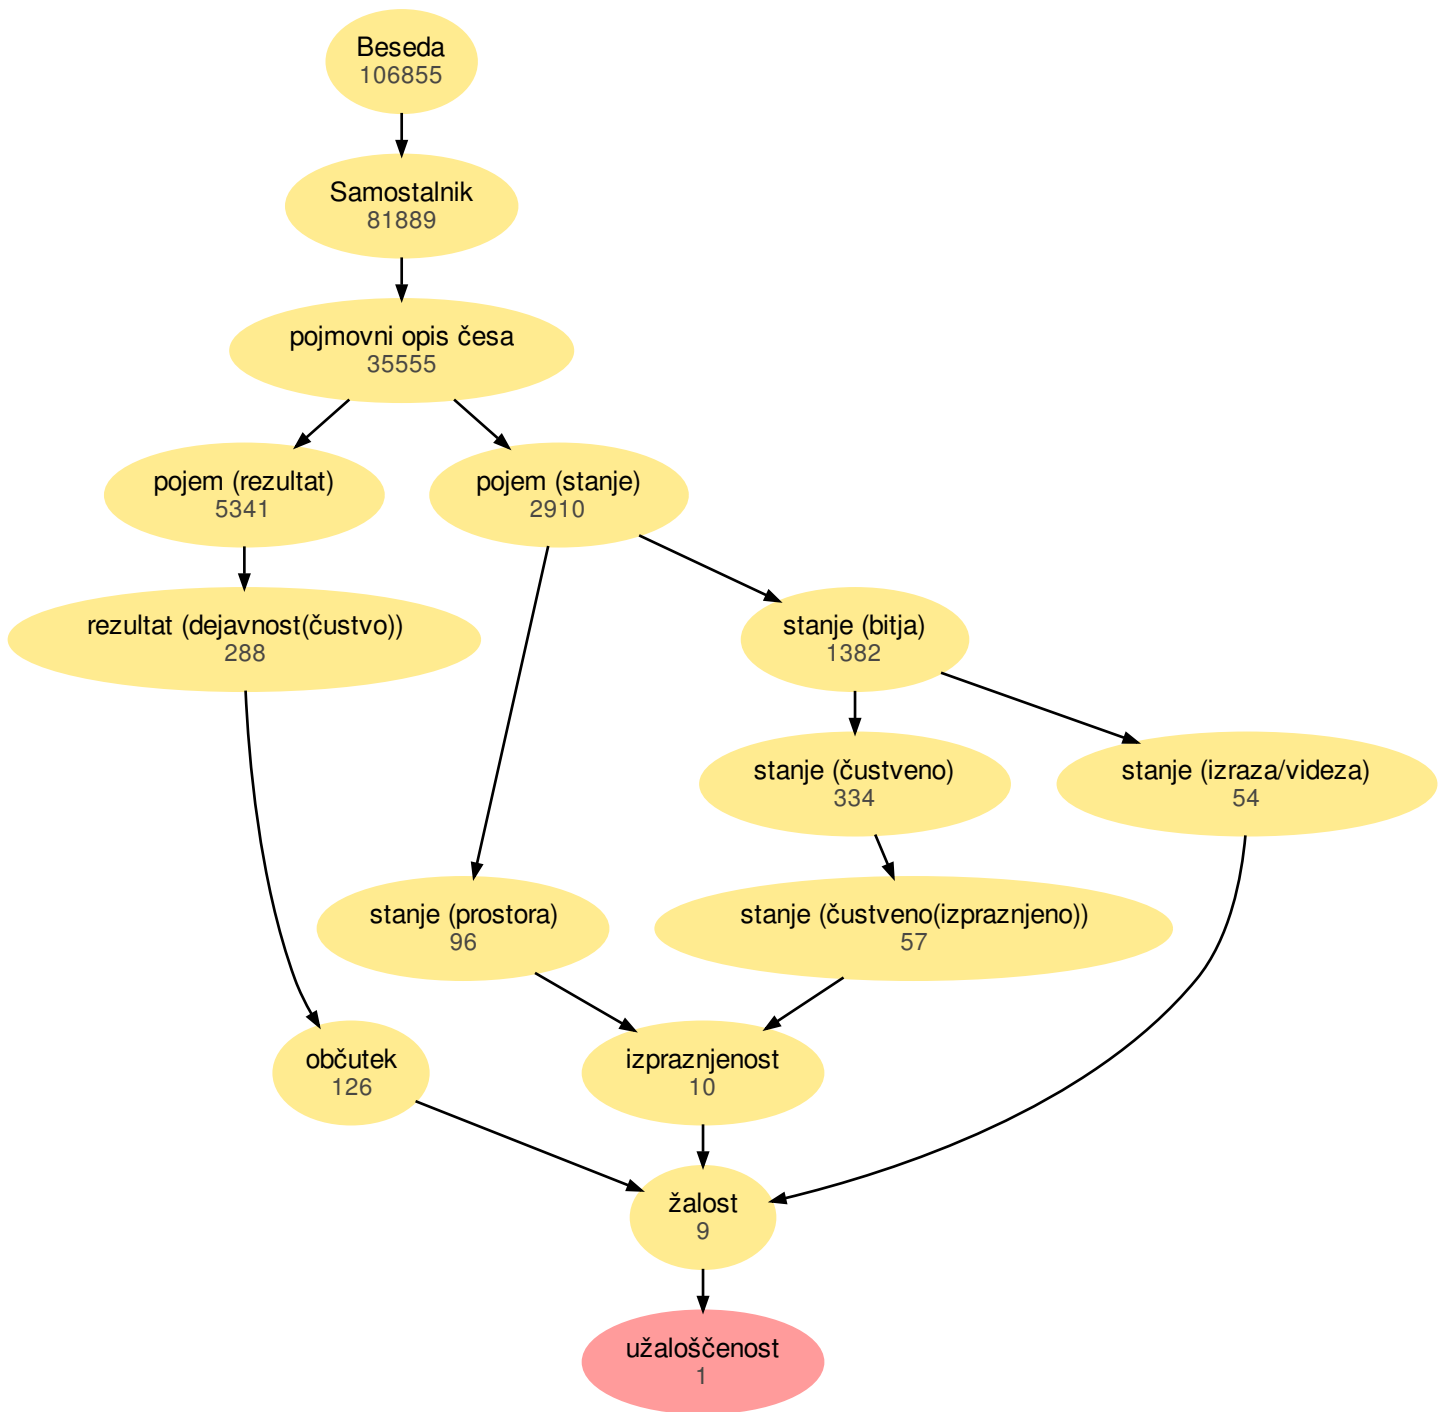 Beseda
106855
Samostalnik
81889
pojmovni opis česa
35555
pojem (rezultat)
5341
pojem (stanje)
2910
rezultat (dejavnost(čustvo))
288
stanje (bitja)
1382
stanje (čustveno)
334
stanje (izraza/videza)
54
stanje (prostora)
96
stanje (čustveno(izpraznjeno))
57
občutek
126
izpraznjenost
10
žalost
9
užaloščenost
1